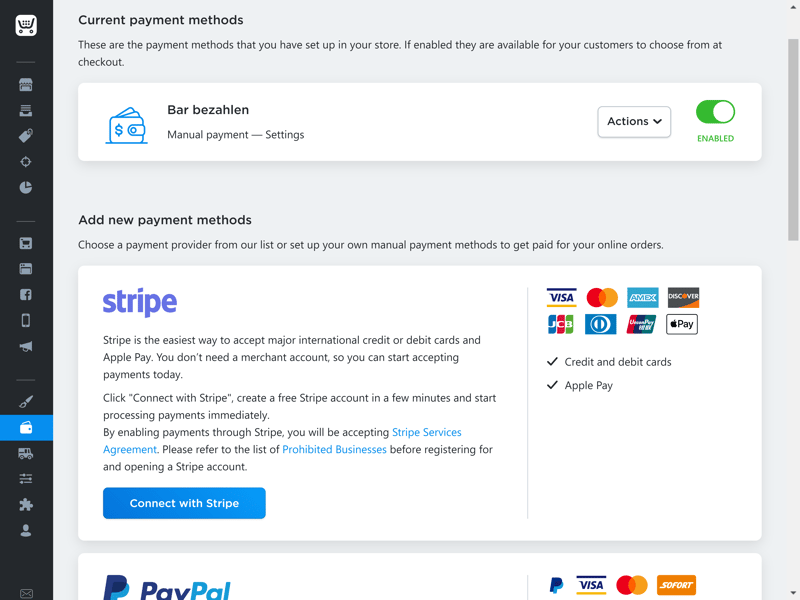 Current payment methods
These are the payment methods that you have set up in your store. If enabled they are available for your customers to choose from at
checkout.
Bar bezahlen
Manual payment — Settings
Actions
ENABLED
Add new payment methods
Choose a payment provider from our list or set up your own manual payment methods to get paid for your online orders.
stripe
Stripe is the easiest way to accept major international credit or debit cards and
Apple Pay. You don't need a merchant account, so you can start accepting
payments today.
Click "Connect with Stripe", create a free Stripe account in a few minutes and start
processing payments immediately.
By enabling payments through Stripe, you will be accepting Stripe Services
Agreement. Please refer to the list of Prohibited Businesses before registering for
and opening a Stripe account.
Connect with Stripe
VISA AMEX DISCOVER
JCB UnionPay 银联 Pay
Credit and debit cards
Apple Pay
PayPal
VISA SOFORT